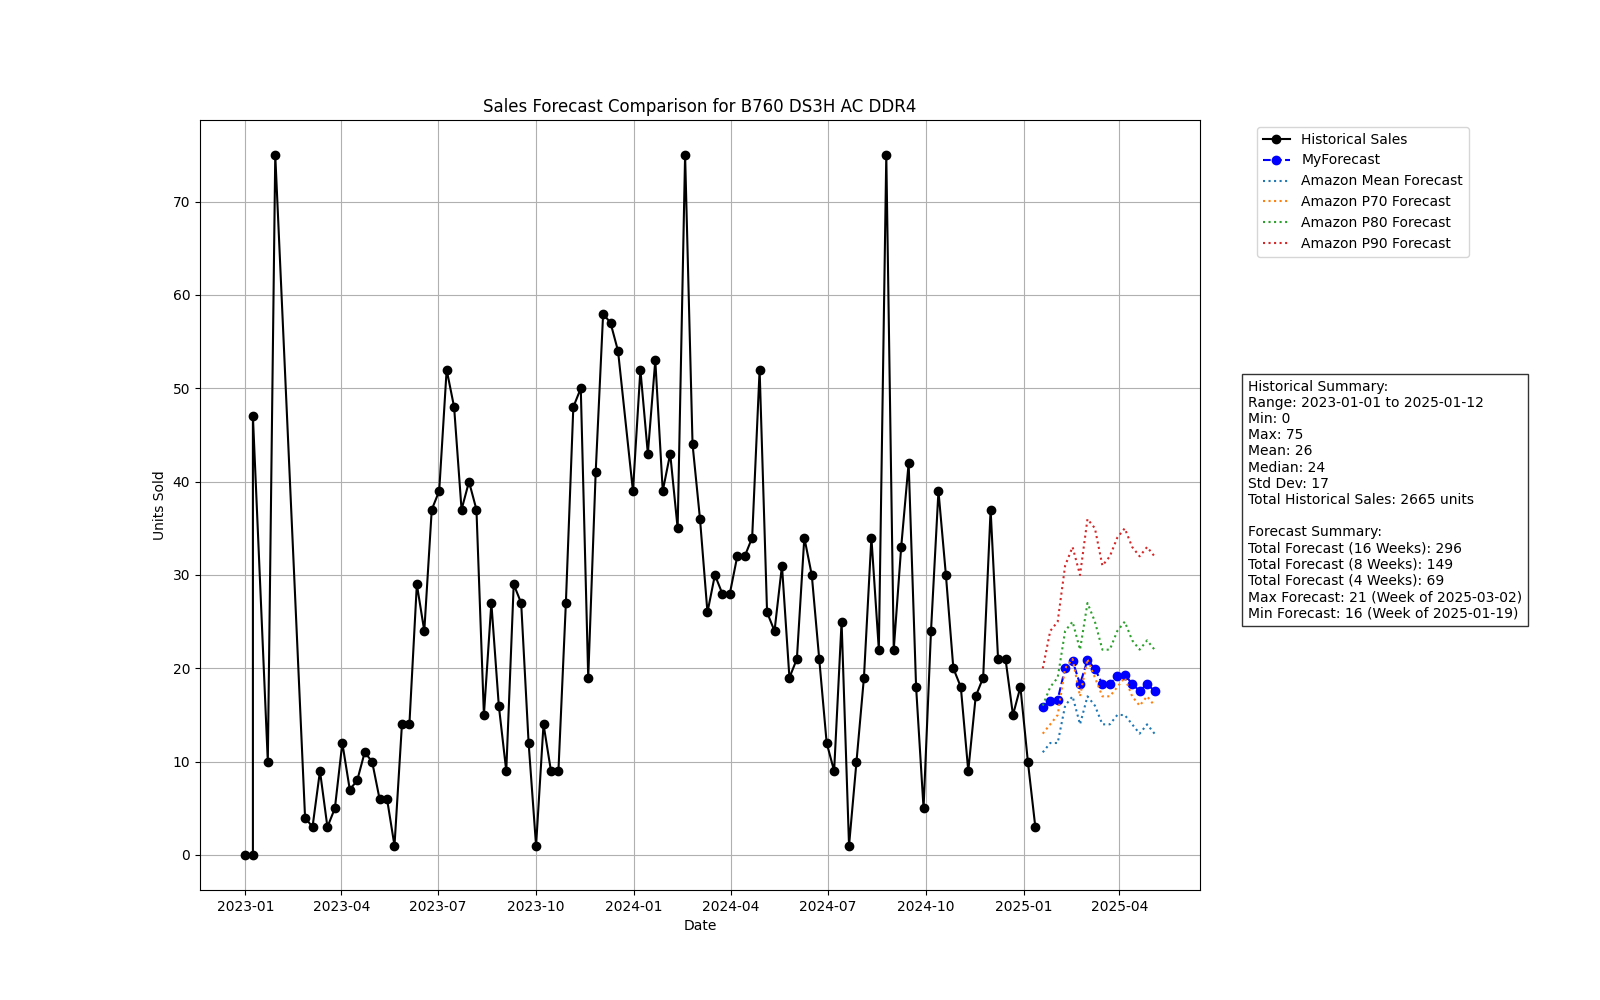 Sales Forecast Comparison for B760 DS3H AC DDR4
Historical Sales
MyForecast
Amazon Mean Forecast
Amazon P70 Forecast
Amazon P80 Forecast
Amazon P90 Forecast
70
60
50
40
30
20
10
0
Units Sold
2023-01
2023-04
2023-07
2023-10
2024-01
2024-04
2024-07
2024-10
2025-01
2025-04
Date
Historical Summary:
Range: 2023-01-01 to 2025-01-12
Min: 0
Max: 75
Mean: 26
Median: 24
Std Dev: 17
Total Historical Sales: 2665 units
Forecast Summary:
Total Forecast (16 Weeks): 296
Total Forecast (8 Weeks): 149
Total Forecast (4 Weeks): 69
Max Forecast: 21 (Week of 2025-03-02)
Min Forecast: 16 (Week of 2025-01-19)